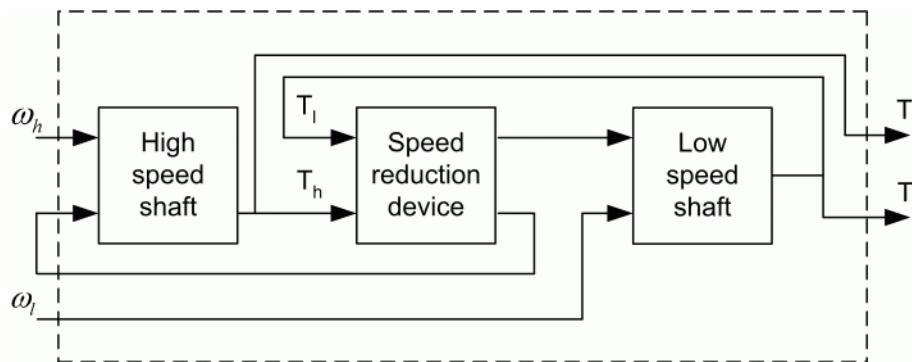 ω_h
T_l
T_h
High
speed
shaft
Speed
reduction
device
Low
speed
shaft
T
T
ω_l